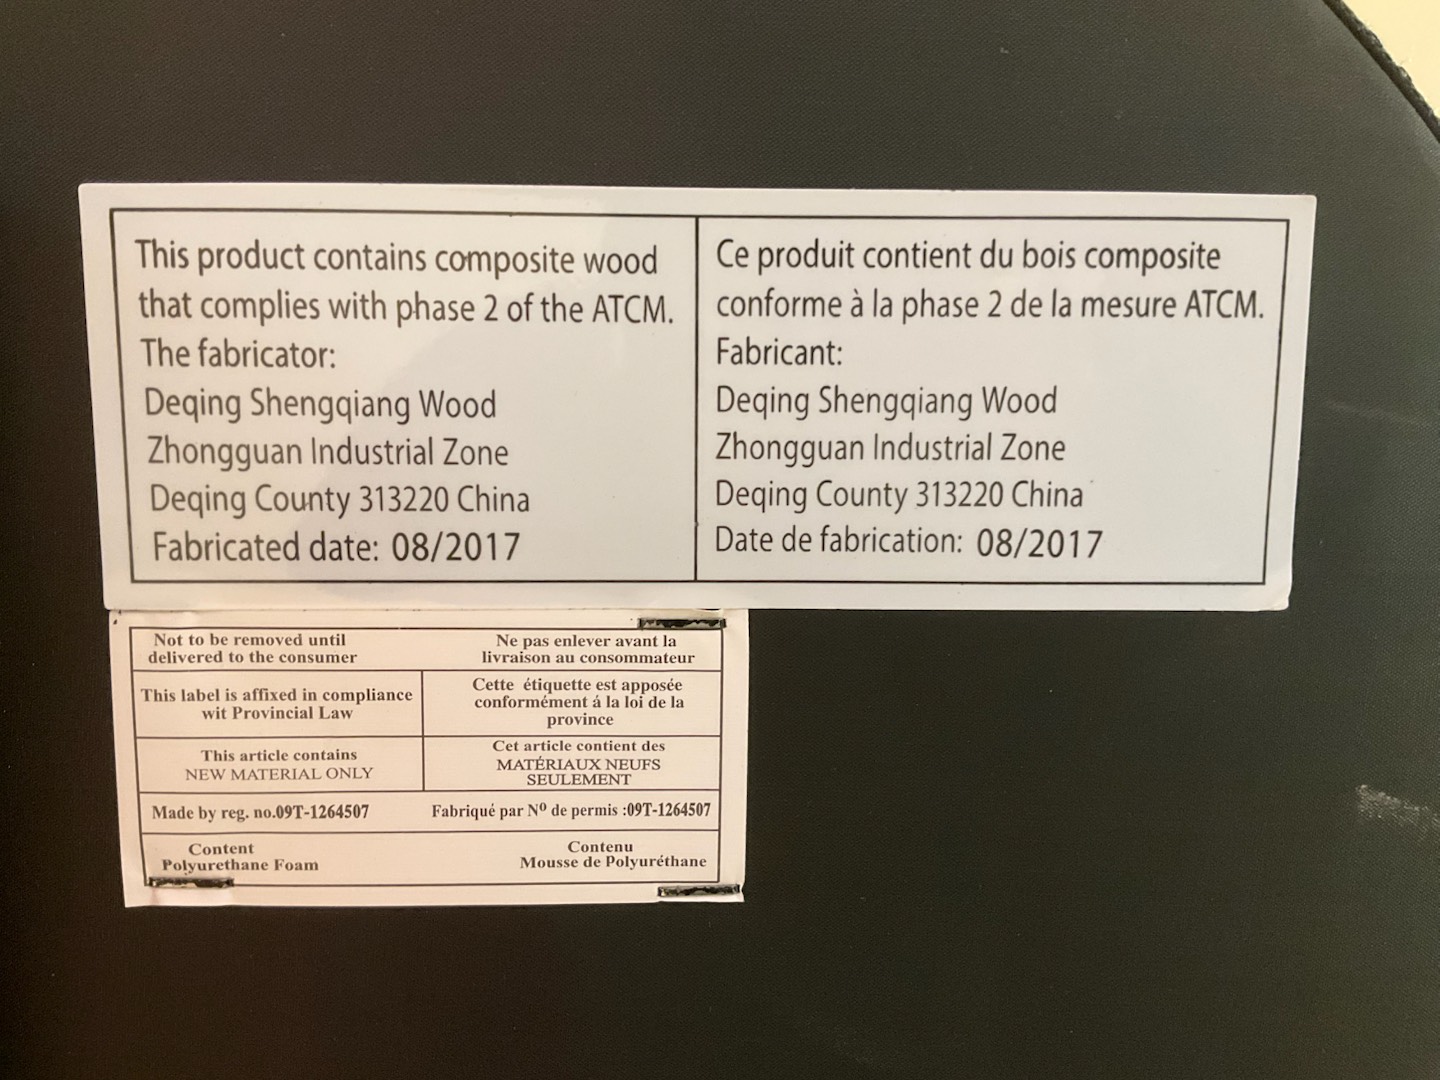 This product contains composite wood
that complies with phase 2 of the ATCM.
The fabricator:
Deqing Shengqiang Wood
Zhongguan Industrial Zone
Deqing County 313220 China
Fabricated date: 08/2017
Ce produit contient du bois composite
conforme à la phase 2 de la mesure ATCM.
Fabricant:
Deqing Shengqiang Wood
Zhongguan Industrial Zone
Deqing County 313220 China
Date de fabrication: 08/2017
Not to be removed until
delivered to the consumer
Ne pas enlever avant la
livraison au consommateur
This label is affixed in compliance
wit Provincial Law
Cette étiquette est apposée
conformément á la loi de la
province
This article contains
NEW MATERIAL ONLY
Cet article contient des
MATÉRIAUX NEUFS
SEULEMENT
Made by reg. no.09T-1264507
Fabriqué par Nº de permis :09T-1264507
Content
Polyurethane Foam
Contenu
Mousse de Polyuréthane